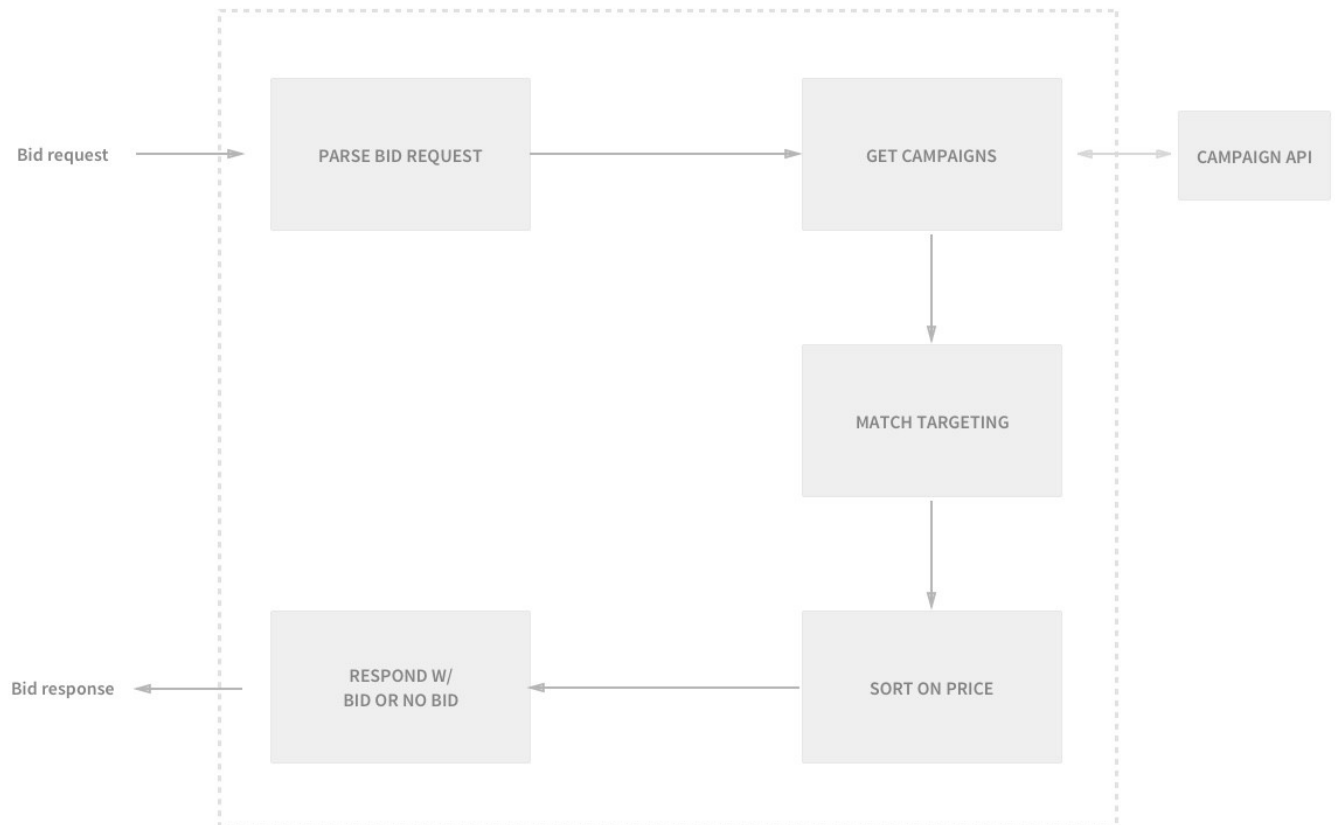 Bid request
PARSE BID REQUEST
GET CAMPAIGNS
CAMPAIGN API
MATCH TARGETING
Bid response
RESPOND W/
BID OR NO BID
SORT ON PRICE